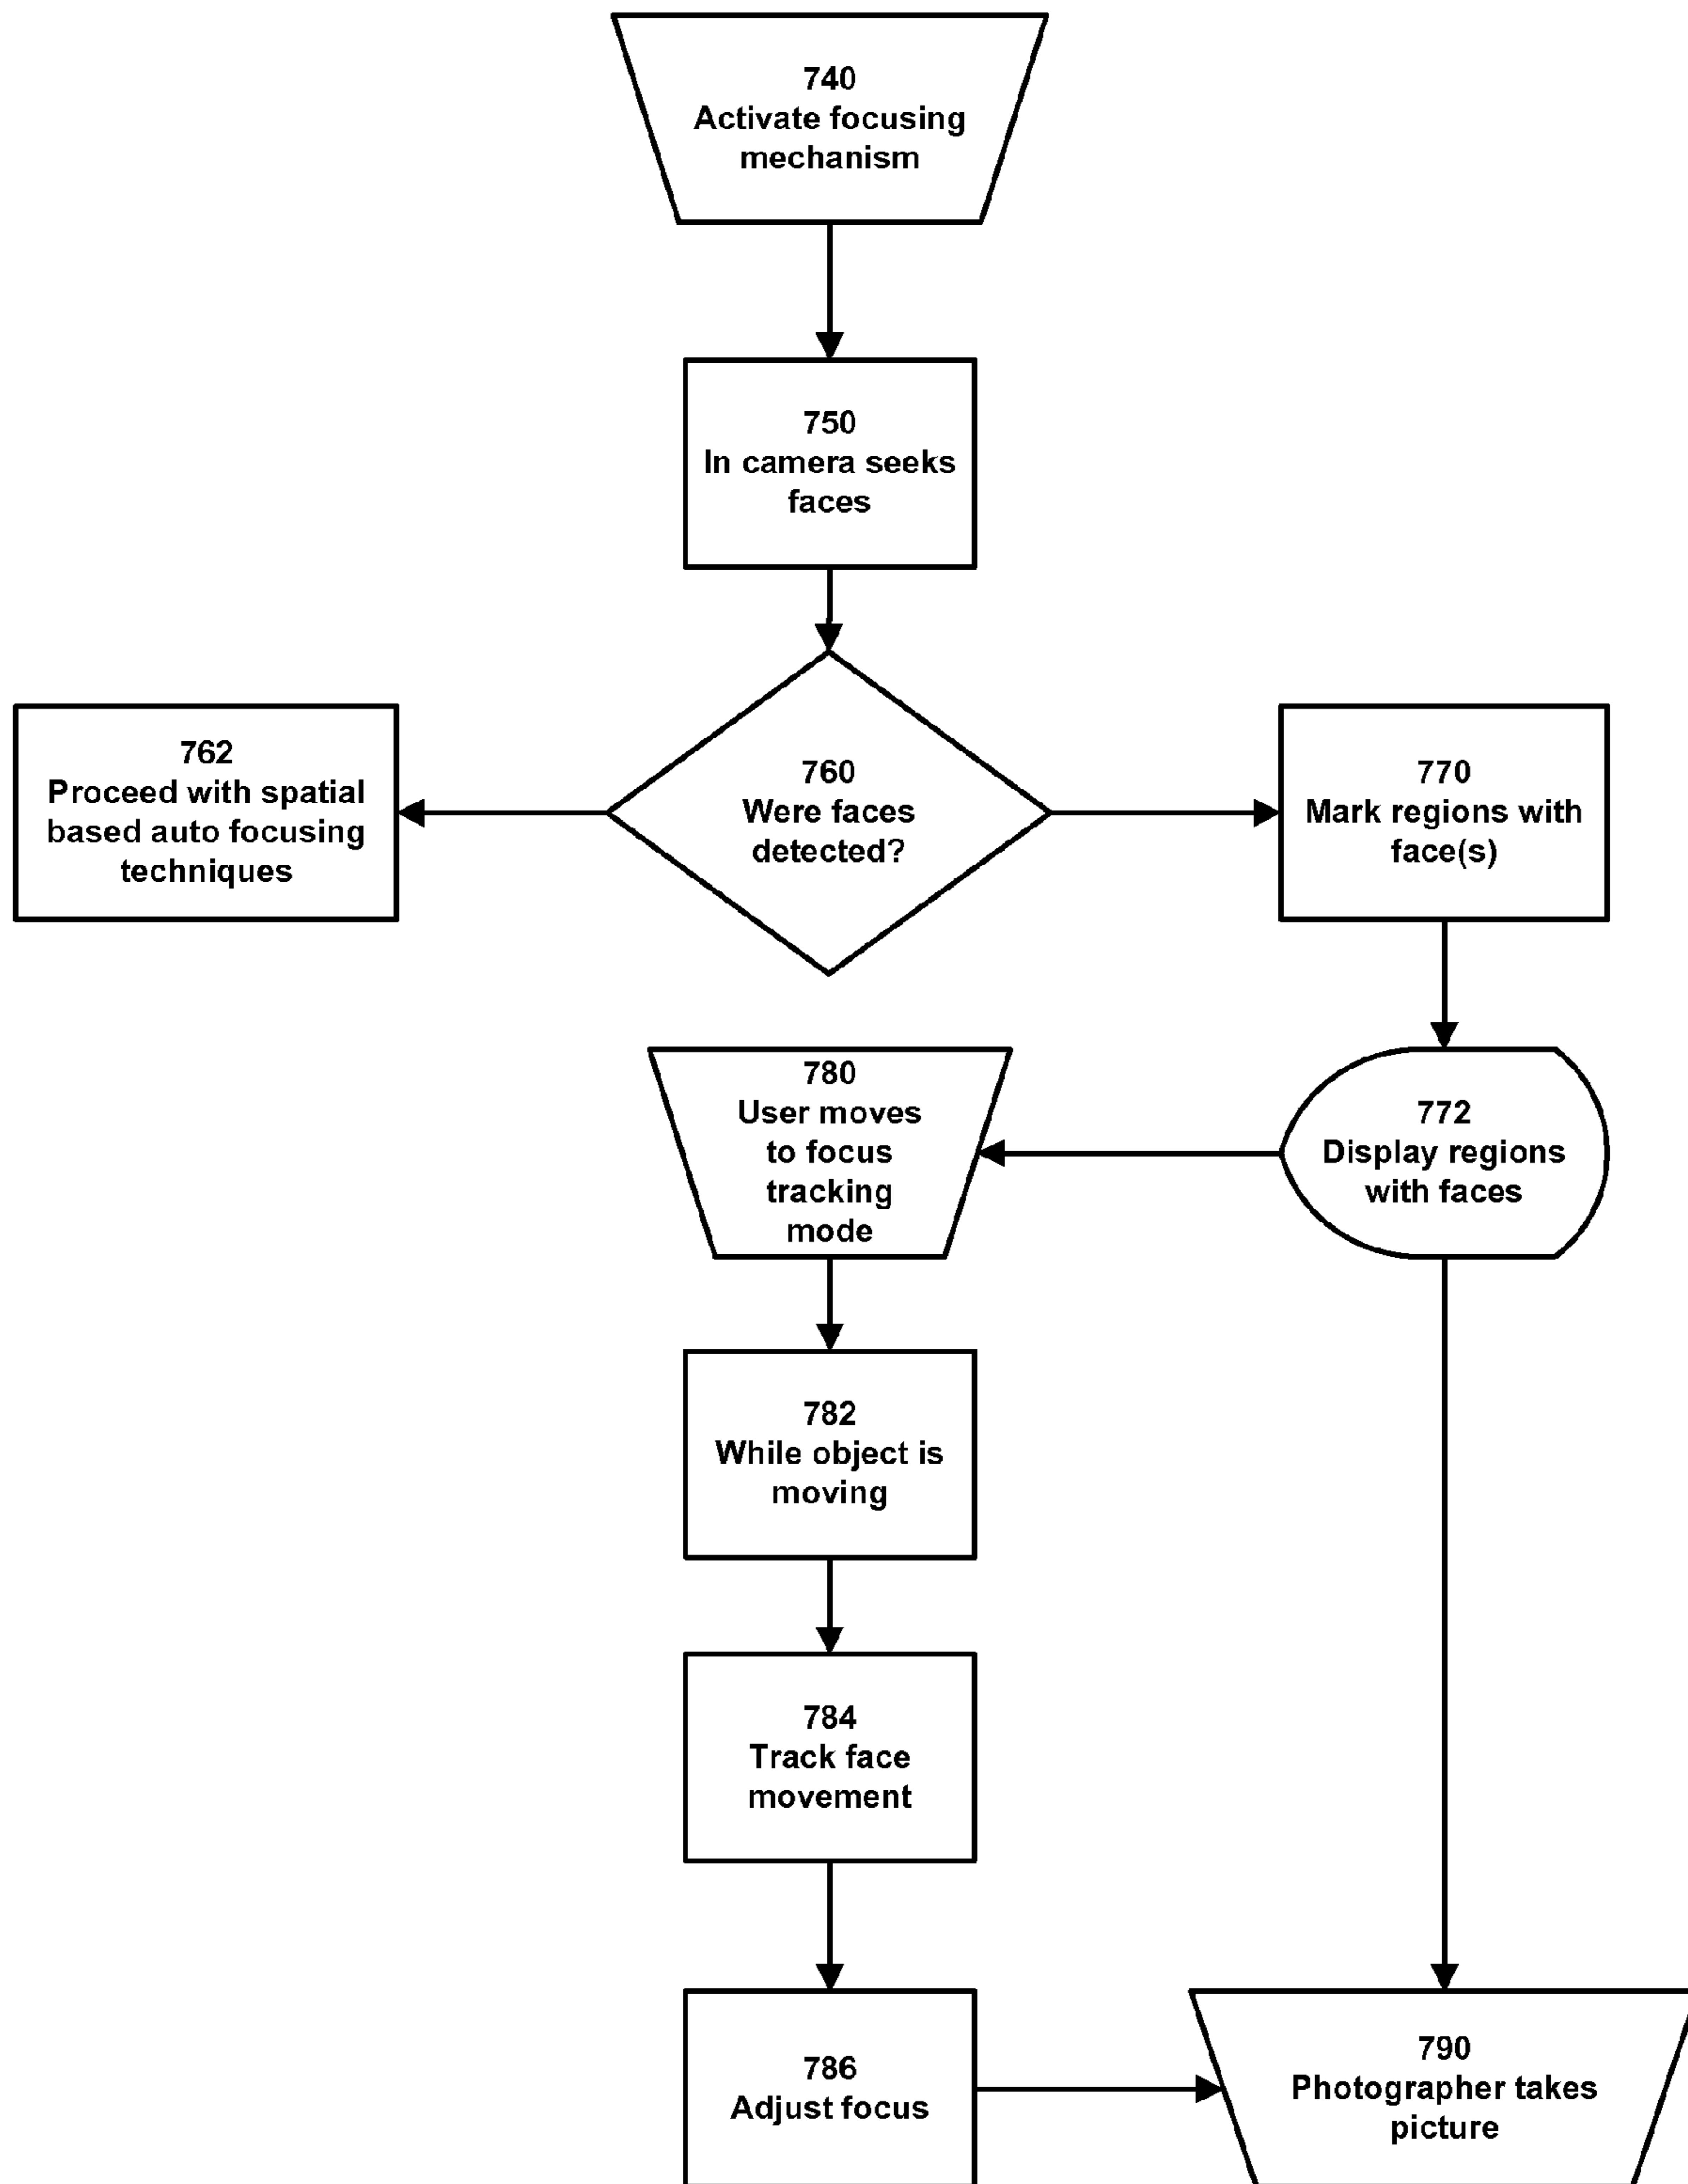 740
Activate focusing
mechanism
750
In camera seeks
faces
762
Proceed with spatial
based auto focusing
techniques
760
Were faces
detected?
770
Mark regions with
face(s)
780
User moves
to focus
tracking
mode
772
Display regions
with faces
782
While object is
moving
784
Track face
movement
786
Adjust focus
790
Photographer takes
picture